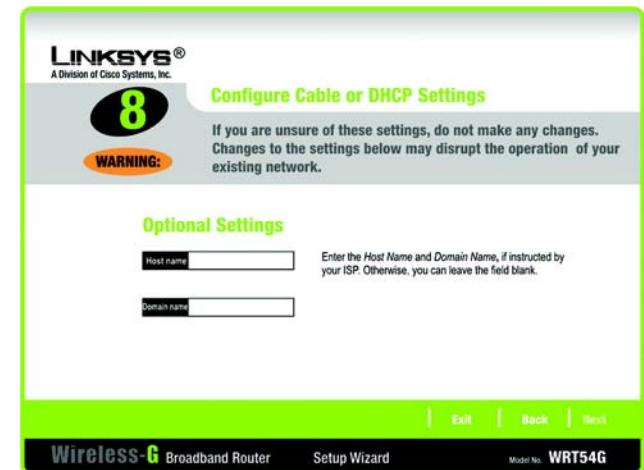 LINKSYS®
A Division of Cisco Systems, Inc.
8
Configure Cable or DHCP Settings
WARNING:
If you are unsure of these settings, do not make any changes.
Changes to the settings below may disrupt the operation of your
existing network.
Optional Settings
Host name
Enter the Host Name and Domain Name, if instructed by
your ISP. Otherwise, you can leave the field blank.
Domain name
Exit
Back
Next
Wireless-G Broadband Router
Setup Wizard
Model No. WRT54G